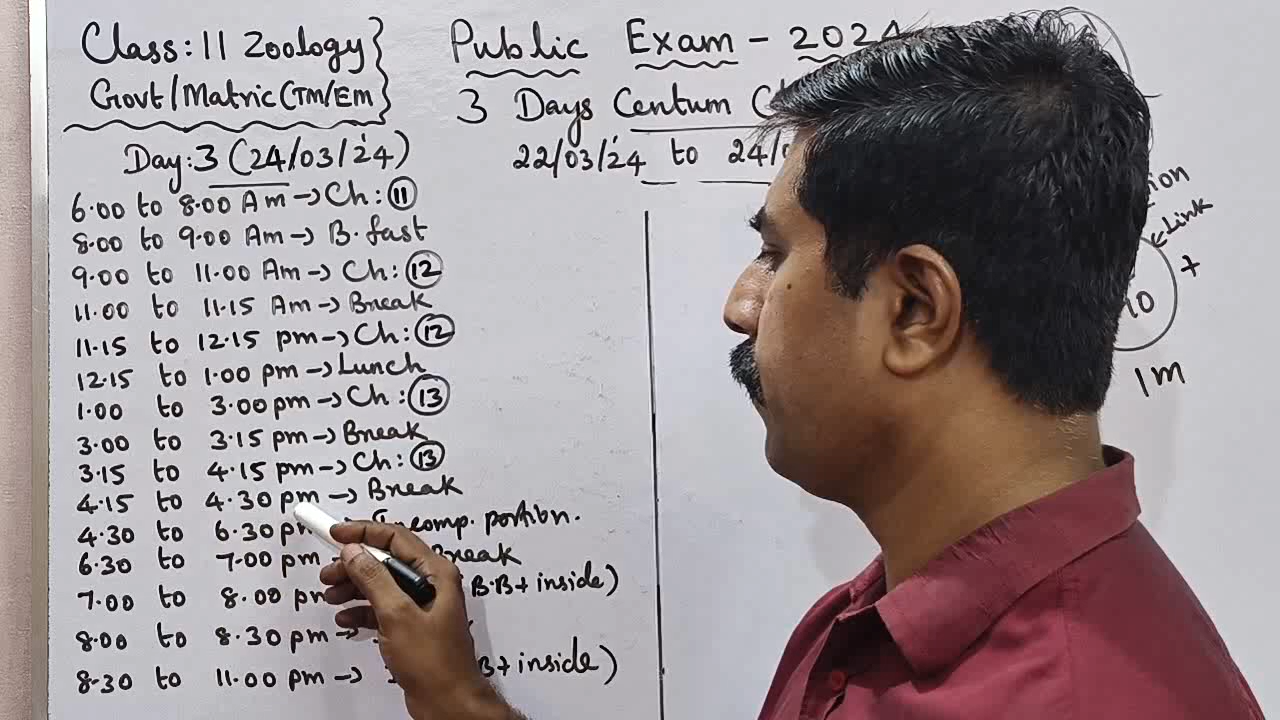 Class: 11 Zoology
Govt/Matric (TM/Em
Public Exam - 2024
3 Days Centum
22/03/24 to 24/
Day: 3 (24/03/24)
6.00 to 8.00 Am → Ch: 11
8.00 to 9.00 Am → B. fast
9.00 to 11.00 Am → Ch: 12
11.00 to 11.15 Am → Break
11.15 to 12.15 pm → Ch: 12
12.15 to 1.00 pm → Lunch
1.00 to 3.00 pm → Ch: 13
3.00 to 3.15 pm → Break
3.15 to 4.15 pm → Ch: 13
4.15 to 4.30 pm → Break
4.30 to 6.30 pm Incomp. portion.
6.30 to 7.00 pm Break
7.00 to 8.00 pm B.B + inside)
8.00 to 8.30 pm →
8.30 to 11.00 pm → B + inside)
Link
10 +
1m